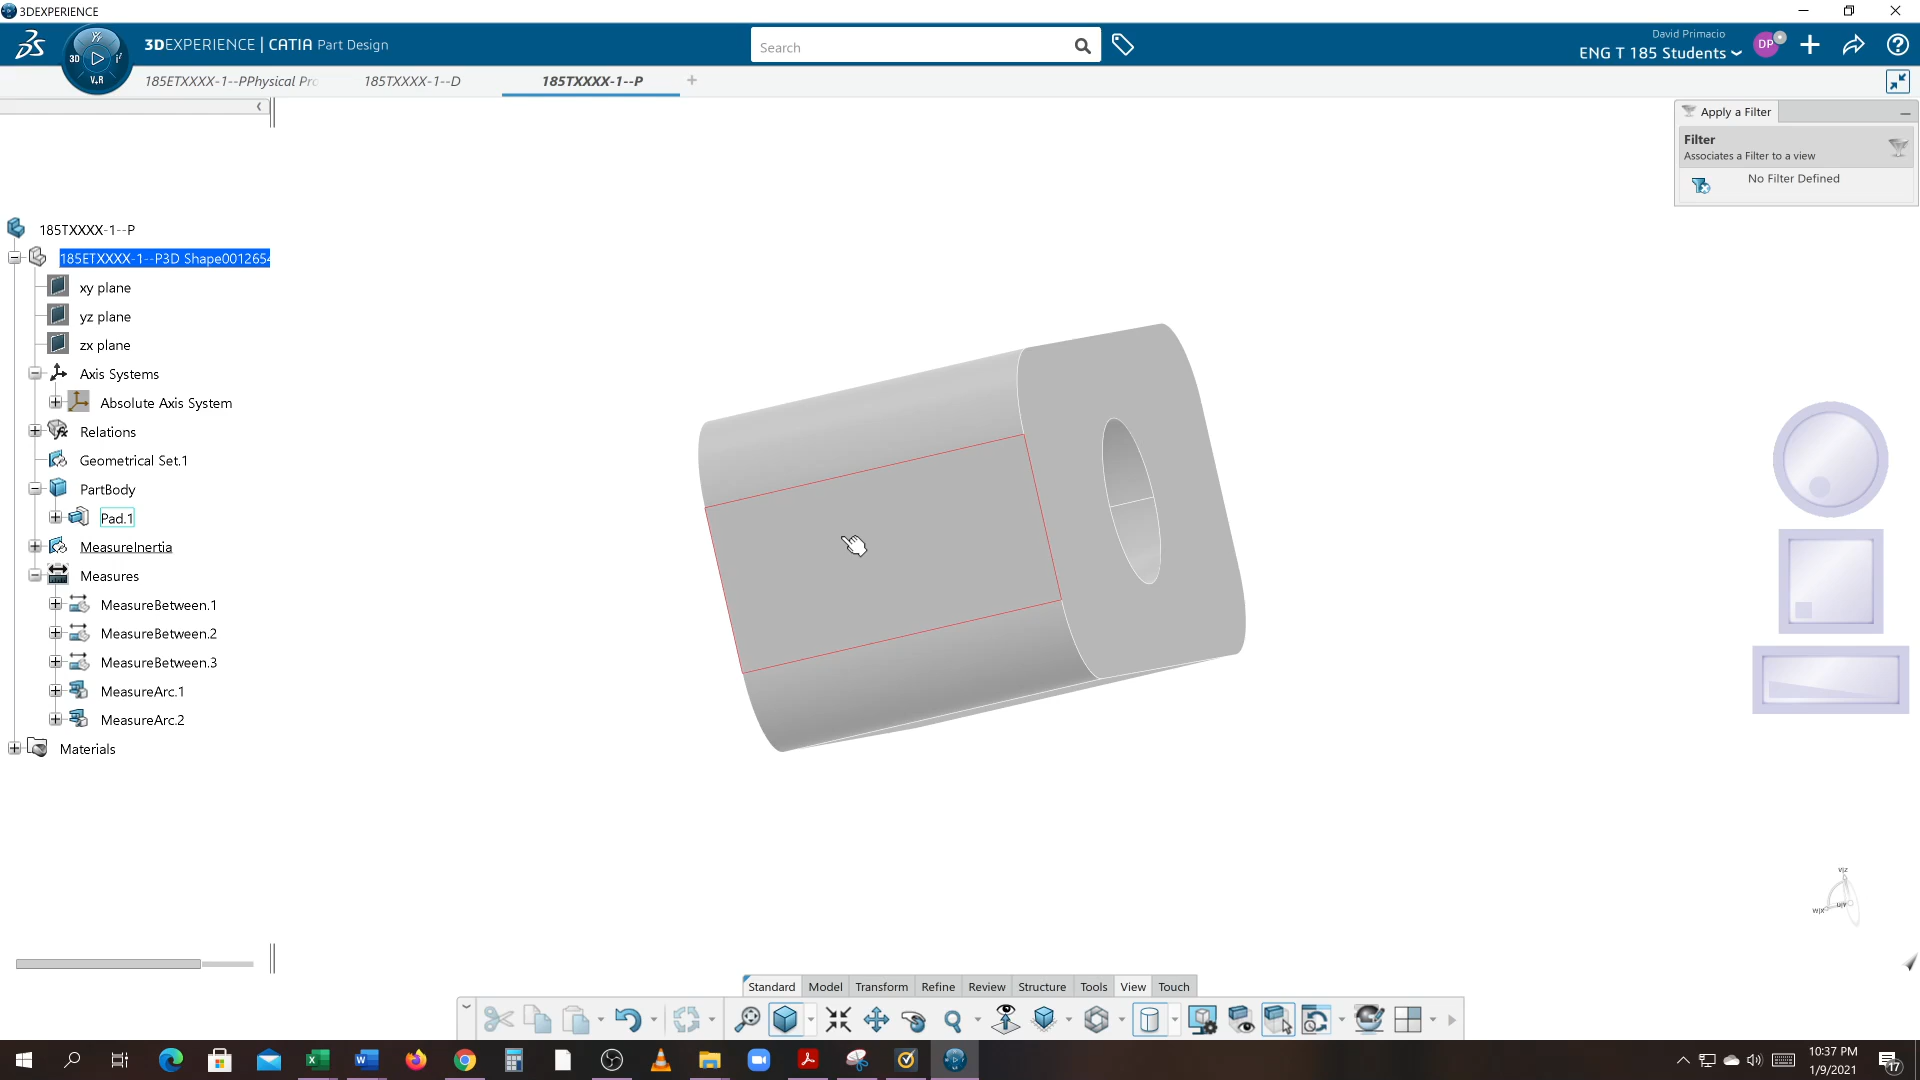 3DEXPERIENCE
3DEXPERIENCE | CATIA Part Design
3D
V.R
Search
David Primacio
ENG T 185 Students
DP
185ETXXXX-1--PPhysical Pro
185TXXXX-1--D
185TXXXX-1--P
Apply a Filter
Filter
Associates a Filter to a view
No Filter Defined
185TXXXX-1--P
185ETXXXX-1--P3D Shape0012654
xy plane
yz plane
zx plane
Axis Systems
Absolute Axis System
Relations
Geometrical Set.1
PartBody
Pad.1
MeasureInertia
Measures
MeasureBetween.1
MeasureBetween.2
MeasureBetween.3
MeasureArc.1
MeasureArc.2
Materials
Standard Model Transform Refine Review Structure Tools View Touch
10:37 PM
1/9/2021
17